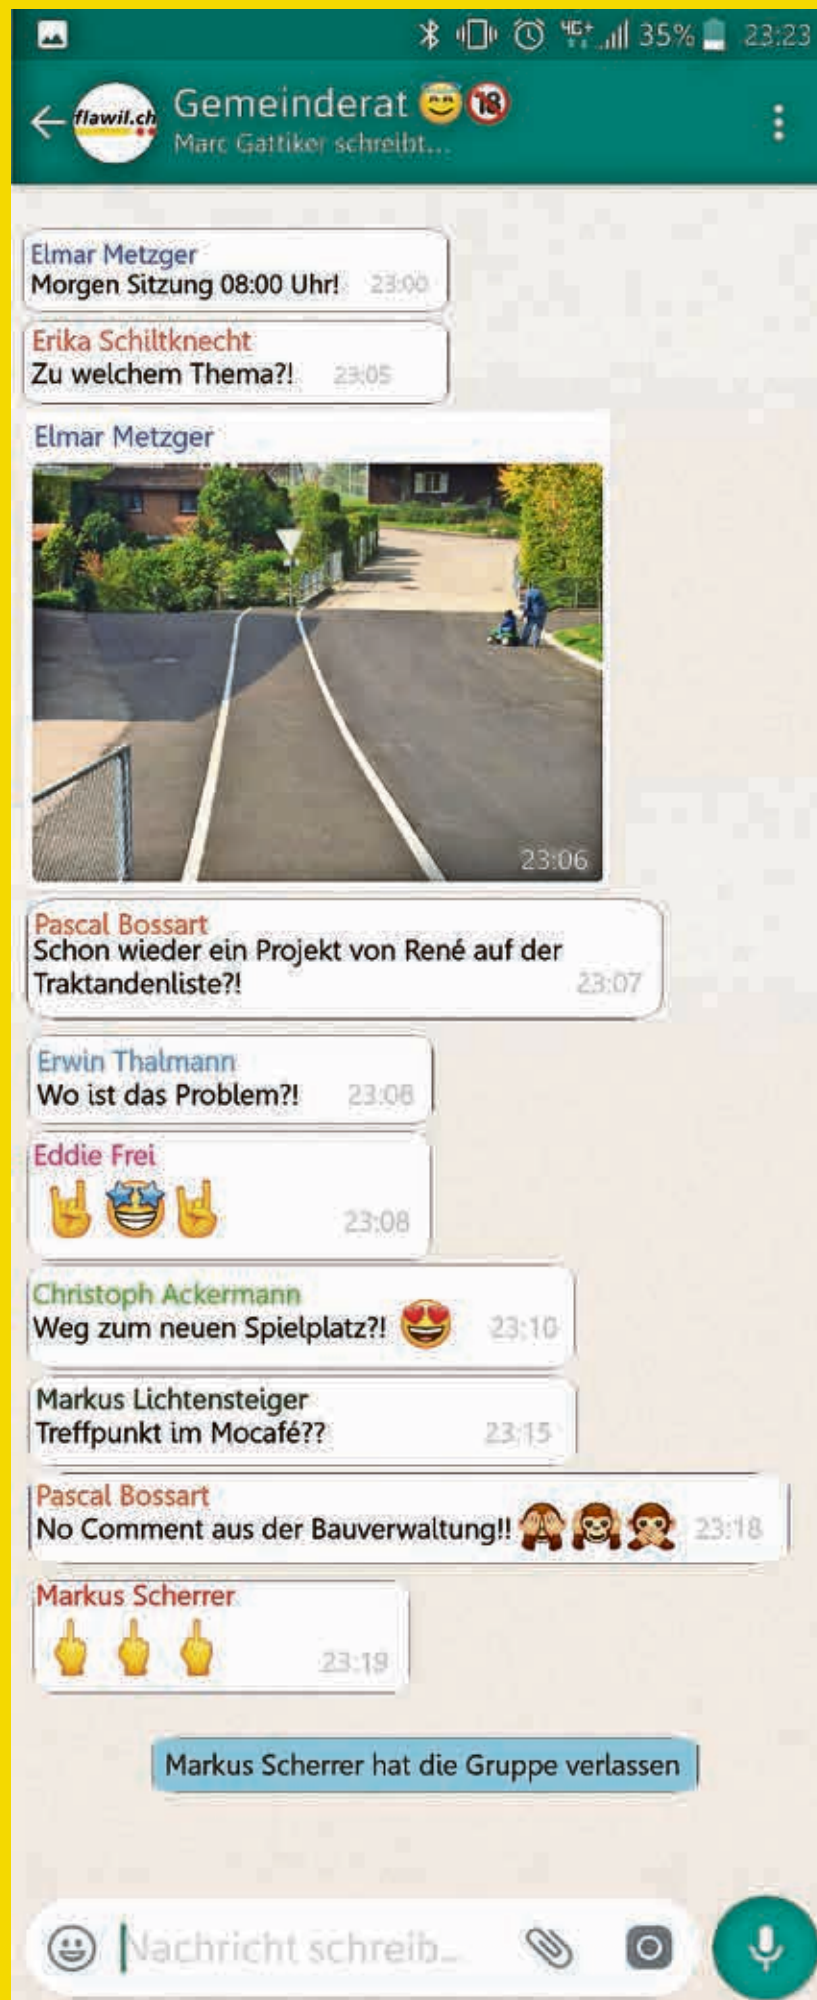 4G+ 35% 23:23
flawil.ch
Gemeinderat 😇🔞
Marc Gattiker schreibt...
Elmar Metzger
Morgen Sitzung 08:00 Uhr! 23:00
Erika Schiltknecht
Zu welchem Thema?! 23:05
Elmar Metzger
23:06
Pascal Bossart
Schon wieder ein Projekt von René auf der
Traktandenliste?! 23:07
Erwin Thalmann
Wo ist das Problem?! 23:08
Eddie Frei
🤘🤩🤘 23:08
Christoph Ackermann
Weg zum neuen Spielplatz?! 😍 23:10
Markus Lichtensteiger
Treffpunkt im Mocafé?? 23:15
Pascal Bossart
No Comment aus der Bauverwaltung!! 🙈🙉🙊 23:18
Markus Scherrer
🖕🖕🖕 23:19
Markus Scherrer hat die Gruppe verlassen
Nachricht schreib...